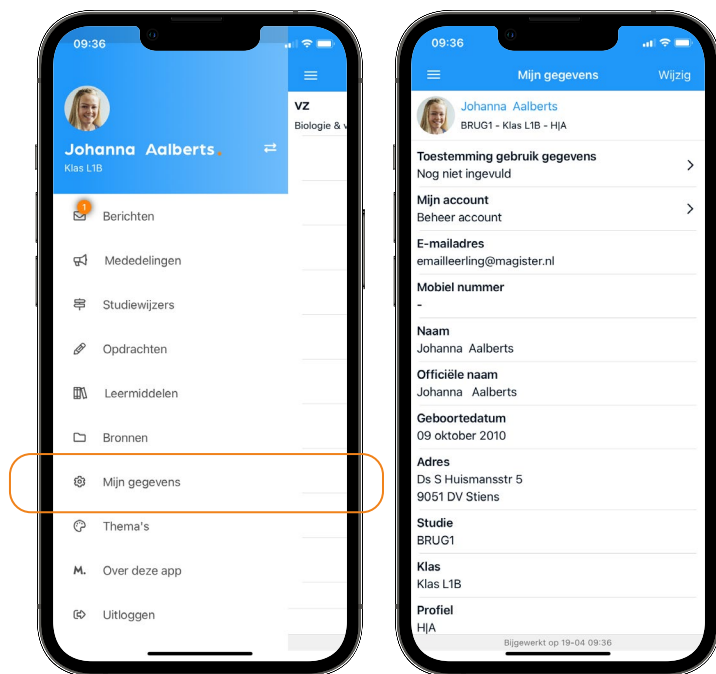 09:36
Johanna Aalberts.
Klas L1B
VZ
Biologie & v
1
Berichten
Mededelingen
Studiewijzers
Opdrachten
Leermiddelen
Bronnen
Mijn gegevens
Thema's
M. Over deze app
Uitloggen
09:36
Mijn gegevens Wijzig
Johanna Aalberts
BRUG1 - Klas L1B - H|A
Toestemming gebruik gegevens
Nog niet ingevuld
Mijn account
Beheer account
E-mailadres
emailleerling@magister.nl
Mobiel nummer
-
Naam
Johanna Aalberts
Officiële naam
Johanna Aalberts
Geboortedatum
09 oktober 2010
Adres
Ds S Huismansstr 5
9051 DV Stiens
Studie
BRUG1
Klas
Klas L1B
Profiel
H|A
Bijgewerkt op 19-04 09:36